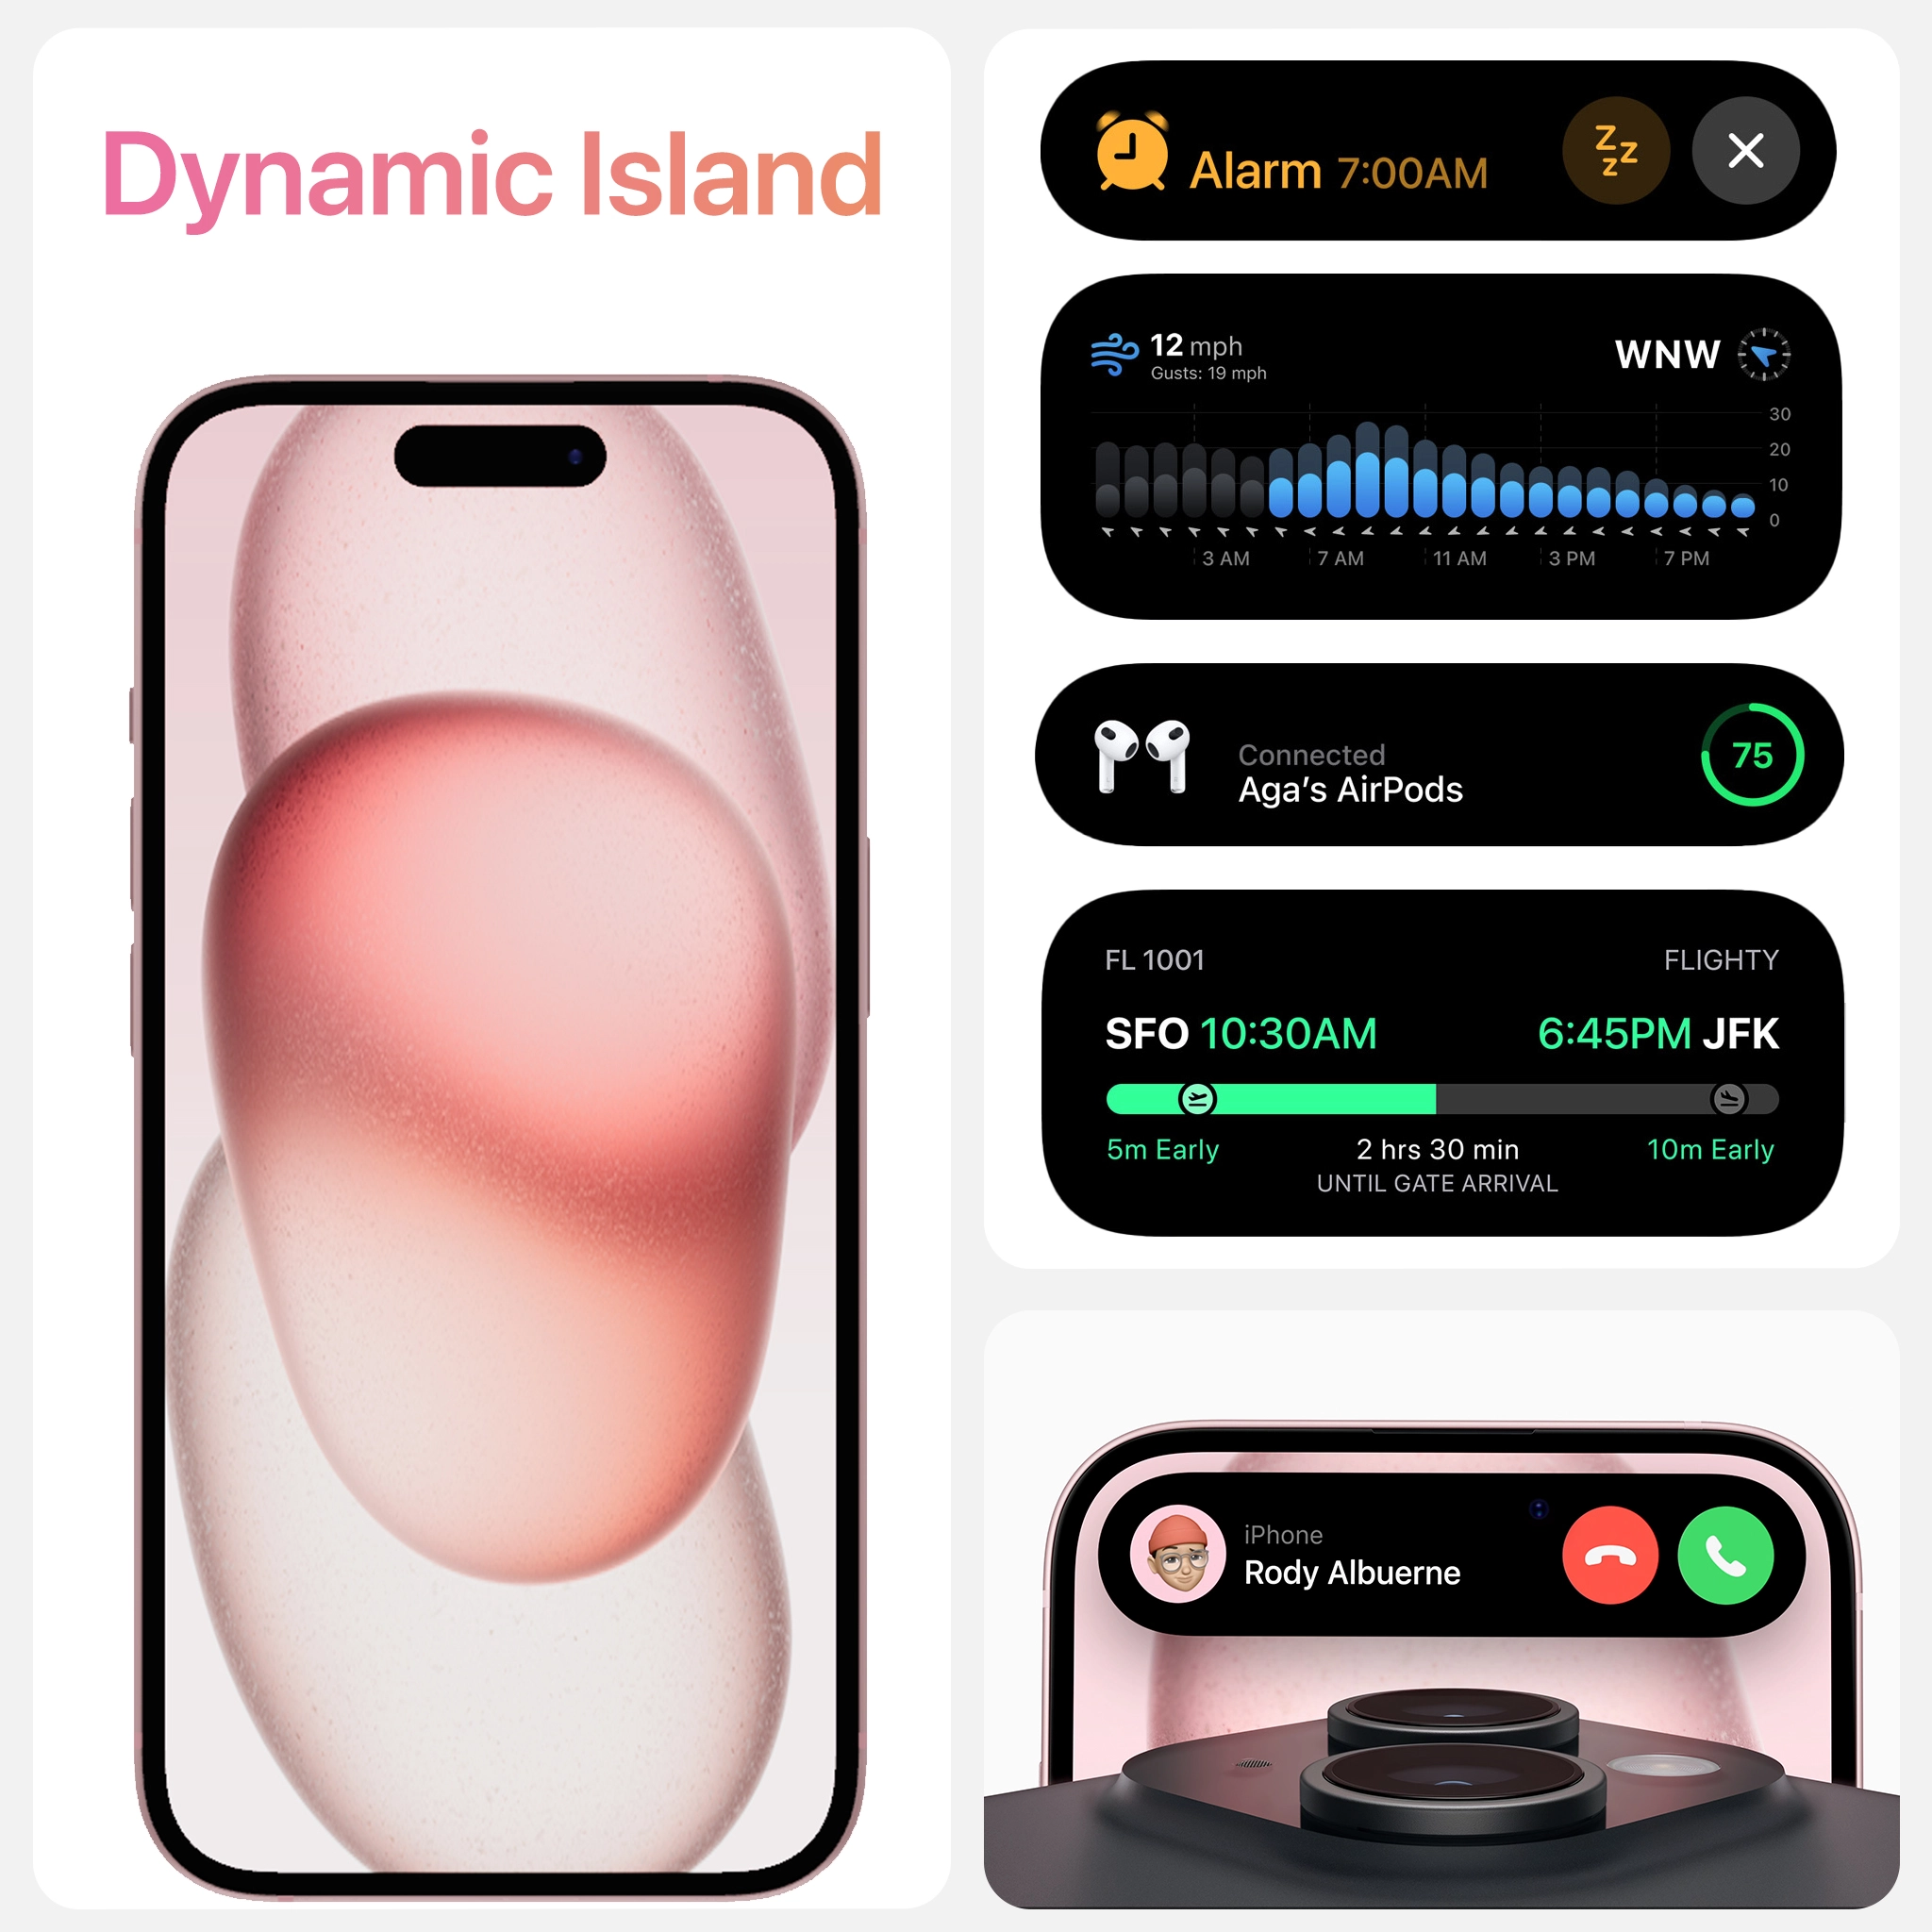 Dynamic Island
Alarm 7:00AM
12 mph
Gusts: 19 mph
WNW
30
20
10
0
3 AM 7 AM 11 AM 3 PM 7 PM
Connected
Aga’s AirPods
75
FL 1001 FLIGHTY
SFO 10:30AM 6:45PM JFK
5m Early 2 hrs 30 min 10m Early
UNTIL GATE ARRIVAL
iPhone
Rody Albuerne